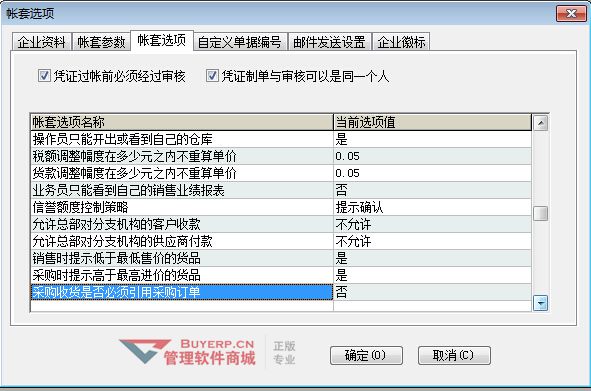 帐套选项
企业资料 帐套参数 帐套选项 自定义单据编号 邮件发送设置 企业徽标
凭证过帐前必须经过审核 凭证制单与审核可以是同一个人
帐套选项名称 当前选项值
操作员只能开出或看到自己的仓库 是
税额调整幅度在多少元之内不重算单价 0.05
货款调整幅度在多少元之内不重算单价 0.05
业务员只能看到自己的销售业绩报表 否
信誉额度控制策略 提示确认
允许总部对分支机构的客户收款 不允许
允许总部对分支机构的供应商付款 不允许
销售时提示低于最低售价的货品 是
采购时提示高于最高进价的货品 是
采购收货是否必须引用采购订单 否
BUYERP.CN 正版
管理软件商城 专业
确定(O) 取消(C)